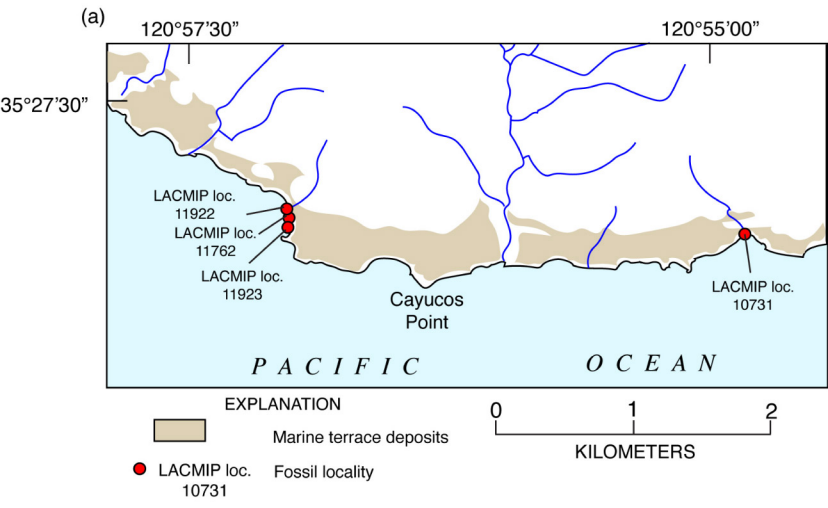 (a)
120°57'30”
120°55'00”
35°27'30”
LACMIP loc.
11922
LACMIP loc.
11762
LACMIP loc.
11923
Cayucos
Point
LACMIP loc.
10731
PACIFIC OCEAN
EXPLANATION
Marine terrace deposits
LACMIP loc.
10731
Fossil locality
0 1 2
KILOMETERS